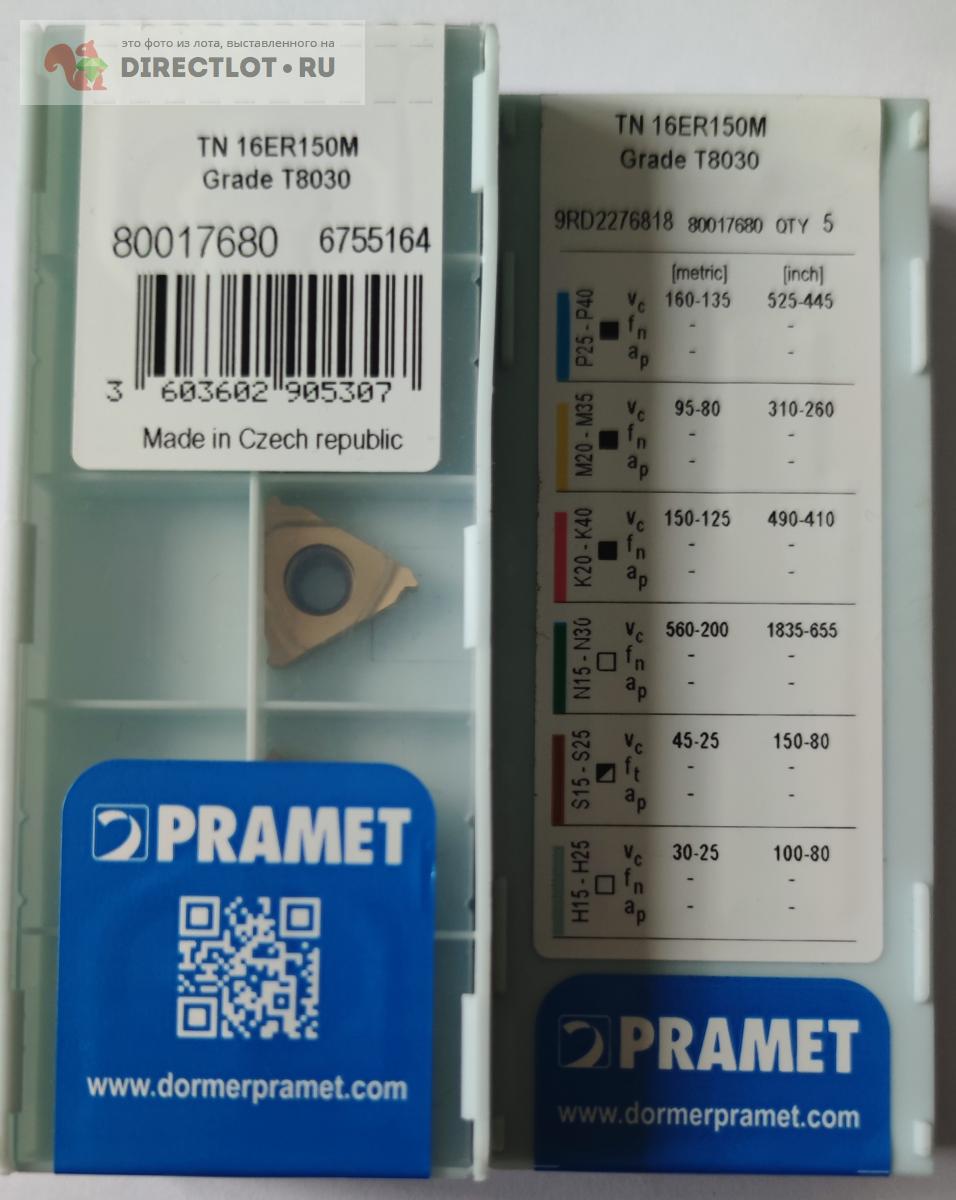 это фото из лота, выставленного на
DIRECTLOT•RU
TN 16ER150M
Grade T8030
80017680 6755164
3 603602 905307
Made in Czech republic
PRAMET
www.dormerpramet.com
TN 16ER150M
Grade T8030
9RD2276818 80017680 QTY 5
[metric] [inch]
P25 - P40
vc 160-135 525-445
fn - -
ap - -
M20 - M35
vc 95-80 310-260
fn - -
ap - -
K20 - K40
vc 150-125 490-410
fn - -
ap - -
N15 - N30
vc 560-200 1835-655
fn - -
ap - -
S15 - S25
vc 45-25 150-80
ft - -
ap - -
H15 - H25
vc 30-25 100-80
fn - -
ap - -
PRAMET
www.dormerpramet.com